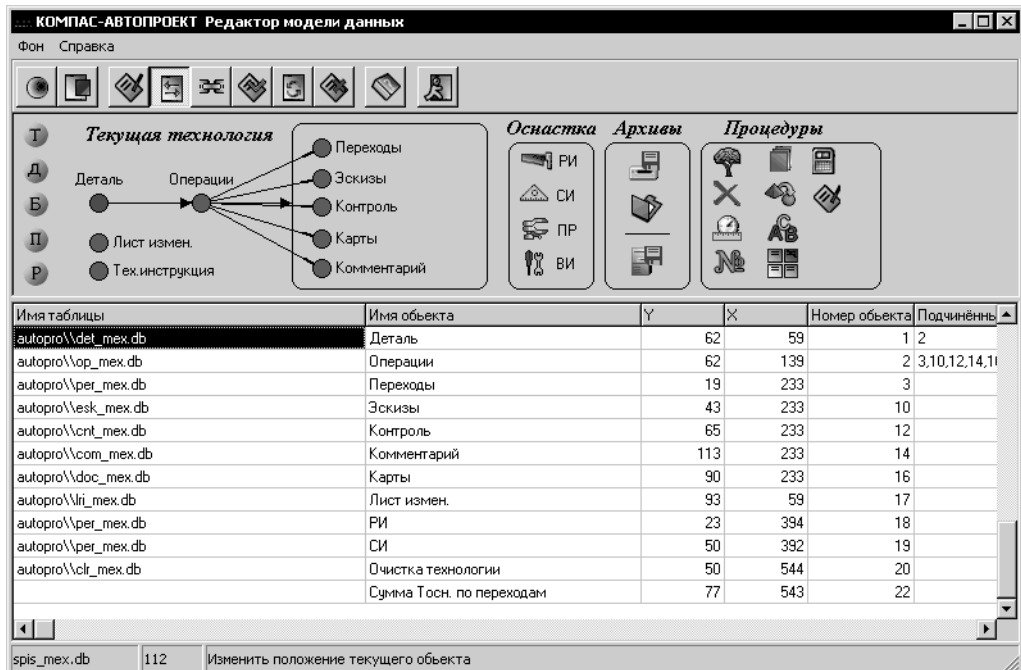 КОМПАС-АВТОПРОЕКТ Редактор модели данных
Фон Справка
Текущая технология Оснастка Архивы Процедуры
Т
Д
Б
П
Р
Деталь Операции
Лист измен.
Тех.инструкция
Переходы
Эскизы
Контроль
Карты
Комментарий
РИ
СИ
ПР
ВИ
№
АВС
Имя таблицы Имя обьекта Y X Номер обьекта Подчинённы
autopro\\det_mex.db Деталь 62 59 1 2
autopro\\op_mex.db Операции 62 139 2 3,10,12,14,1
autopro\\per_mex.db Переходы 19 233 3
autopro\\esk_mex.db Эскизы 43 233 10
autopro\\cnt_mex.db Контроль 65 233 12
autopro\\com_mex.db Комментарий 113 233 14
autopro\\doc_mex.db Карты 90 233 16
autopro\\lri_mex.db Лист измен. 93 59 17
autopro\\per_mex.db РИ 23 394 18
autopro\\per_mex.db СИ 50 392 19
autopro\\clr_mex.db Очистка технологии 50 544 20
Сумма Тосн. по переходам 77 543 22
spis_mex.db 112 Изменить положение текущего обьекта